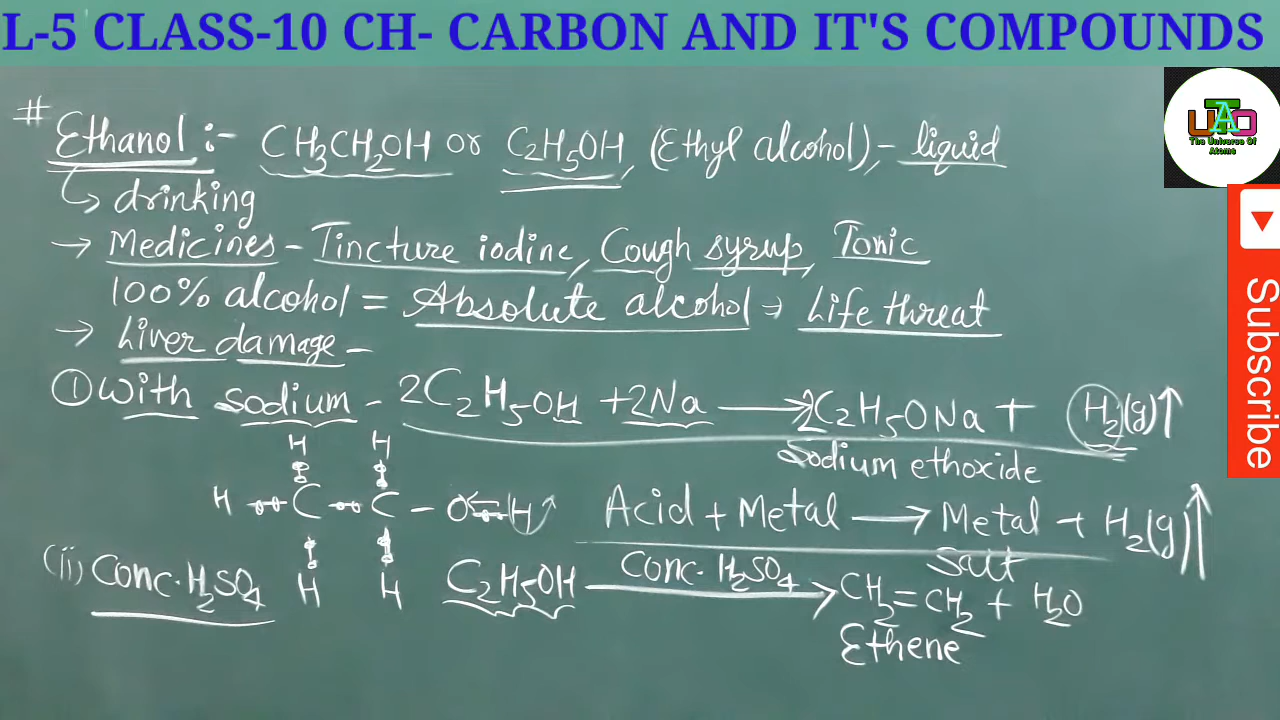 L-5 CLASS-10 CH- CARBON AND IT'S COMPOUNDS
UTAO
The Universe Of
Atoms
Subscribe
# Ethanol :- CH3CH2OH or C2H5OH, (Ethyl alcohol),- liquid
↳ drinking
→ Medicines - Tincture iodine, Cough syrup, Tonic
100% alcohol = Absolute alcohol → Life threat
→ Liver damage -
① With sodium - 2C2H5OH + 2Na ⟶ 2C2H5ONa + H2(g)↑
Sodium ethoxide
H H
H C C - O H
H H
Acid + Metal ⟶ Metal + H2(g)↑
Salt
(ii) Conc. H2SO4 C2H5OH Conc. H2SO4 ⟶ CH2=CH2 + H2O
Ethene